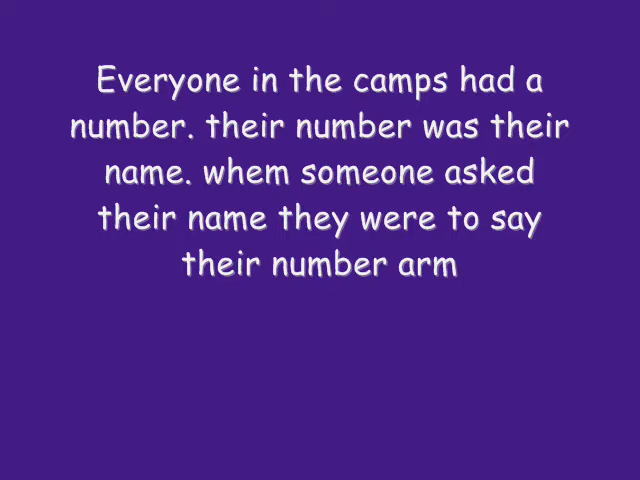 Everyone in the camps had a
number. their number was their
name. whem someone asked
their name they were to say
their number arm